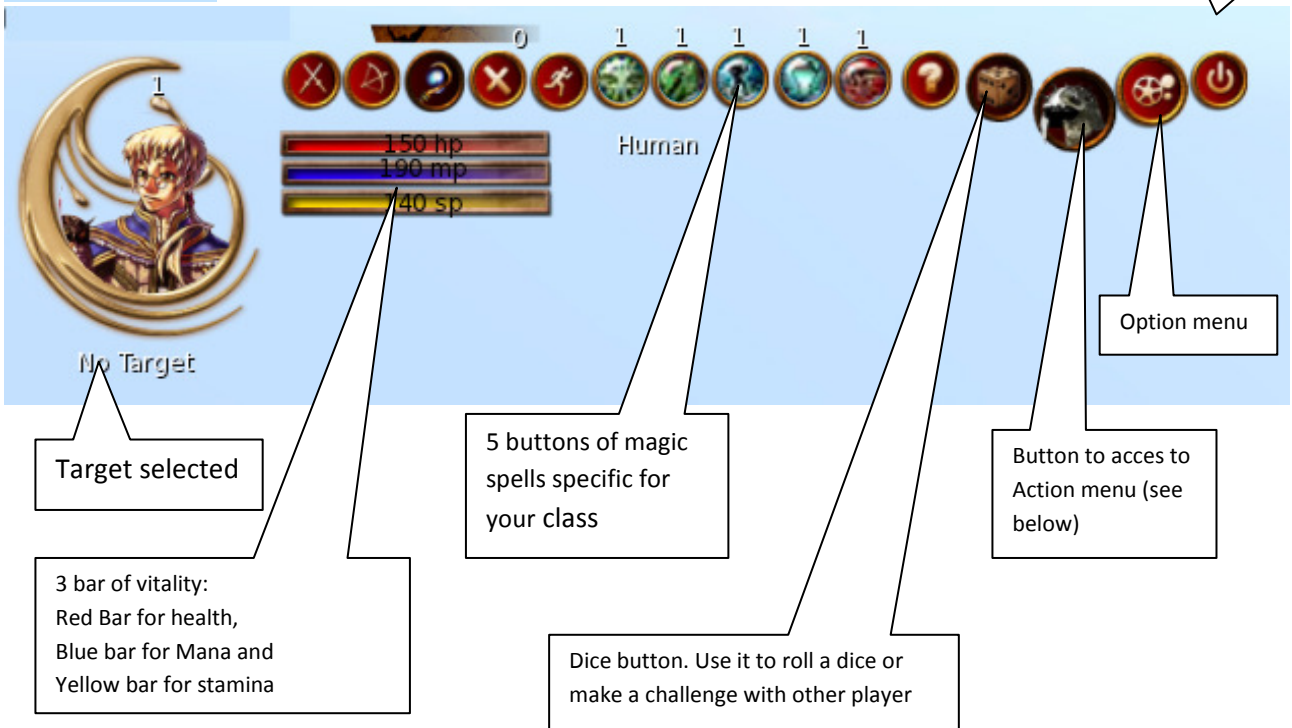 0 1 1 1 1 1
1
150 hp
190 mp
140 sp
Human
No Target
Option menu
Target selected
5 buttons of magic
spells specific for
your class
Button to acces to
Action menu (see
below)
3 bar of vitality:
Red Bar for health,
Blue bar for Mana and
Yellow bar for stamina
Dice button. Use it to roll a dice or
make a challenge with other player